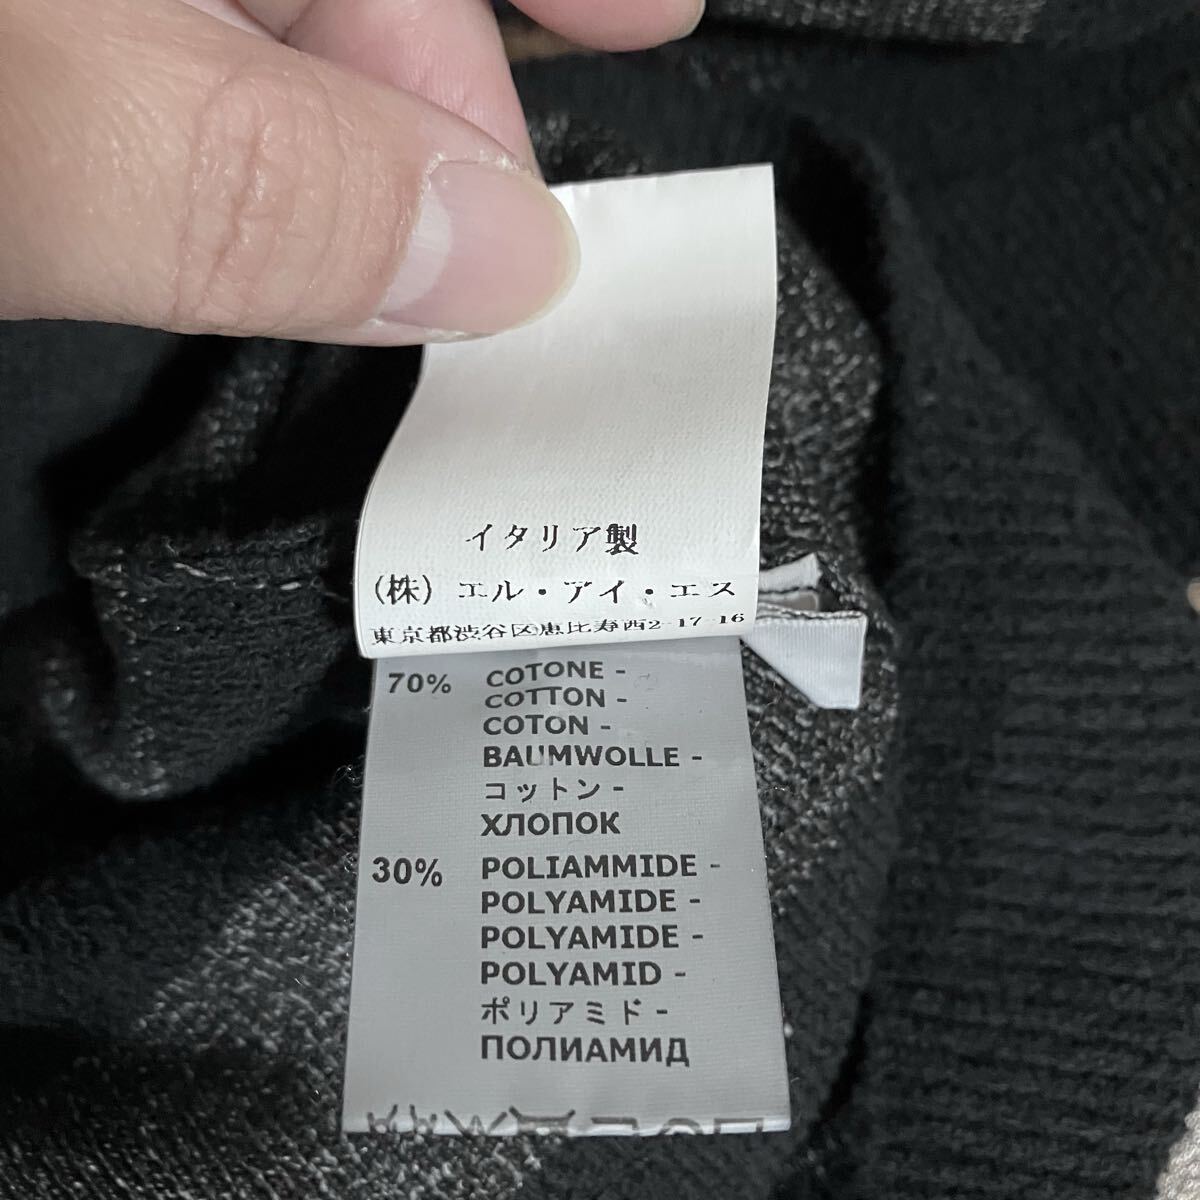 イタリア製
（株）エル・アイ・エス
東京都渋谷区恵比寿西2-17-16
70% COTONE -
COTTON -
COTON -
BAUMWOLLE -
コットン -
ХЛОПОК
30% POLIAMMIDE -
POLYAMIDE -
POLYAMIDE -
POLYAMID -
ポリアミド -
ПОЛИАМИД